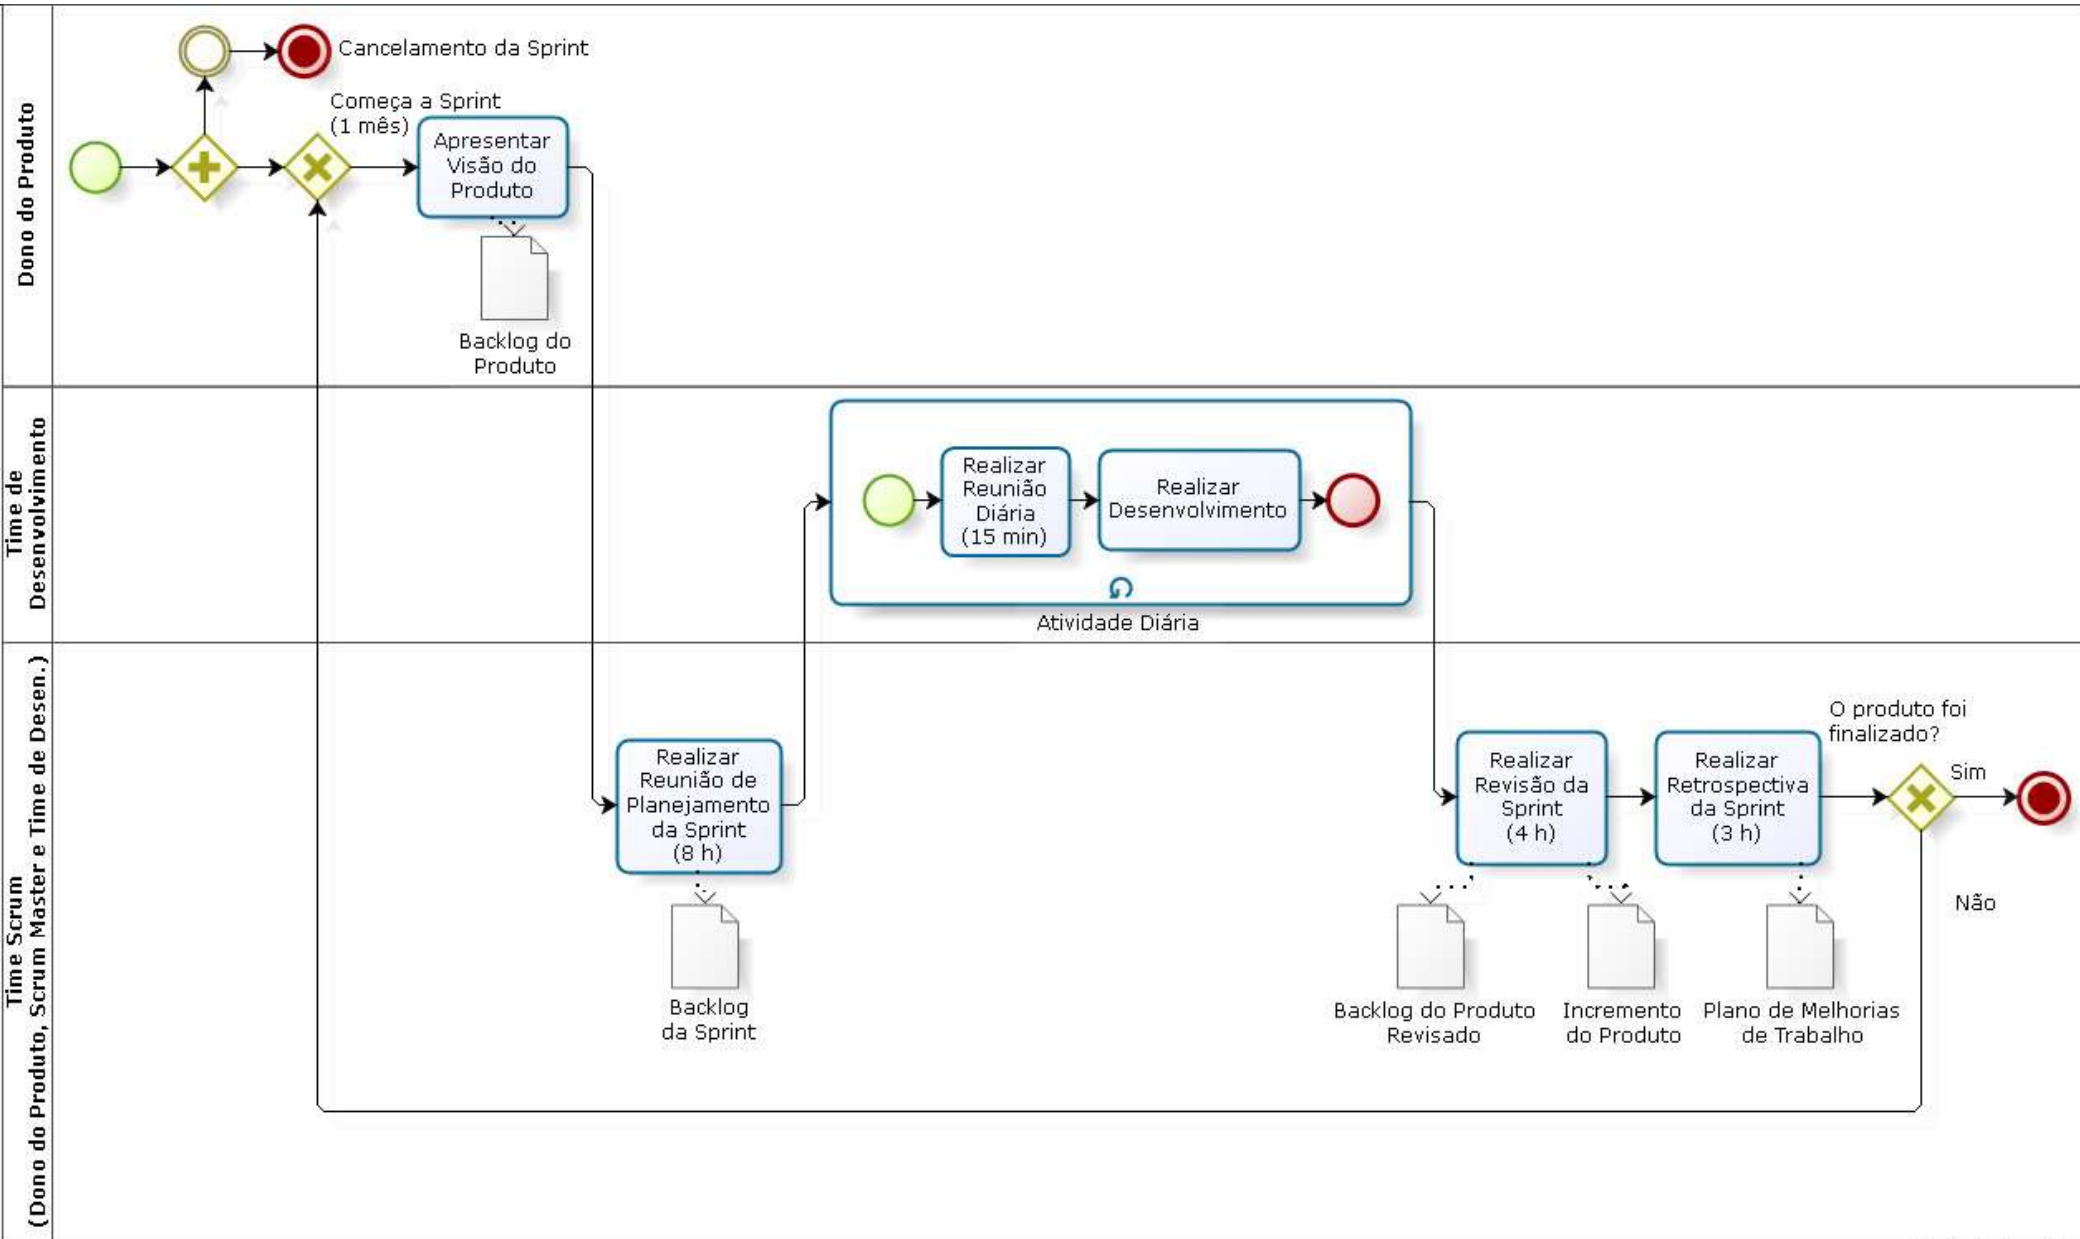 Dono do Produto
Cancelamento da Sprint
Começa a Sprint
(1 mês)
Apresentar
Visão do
Produto
Backlog do
Produto
Time de
Desenvolvimento
Realizar
Reunião
Diária
(15 min)
Realizar
Desenvolvimento
Atividade Diária
Time Scrum
(Dono do Produto, Scrum Master e Time de Desen.)
Realizar
Reunião de
Planejamento
da Sprint
(8 h)
Backlog
da Sprint
Realizar
Revisão da
Sprint
(4 h)
Realizar
Retrospectiva
da Sprint
(3 h)
O produto foi
finalizado?
Sim
Não
Backlog do Produto
Revisado
Incremento
do Produto
Plano de Melhorias
de Trabalho